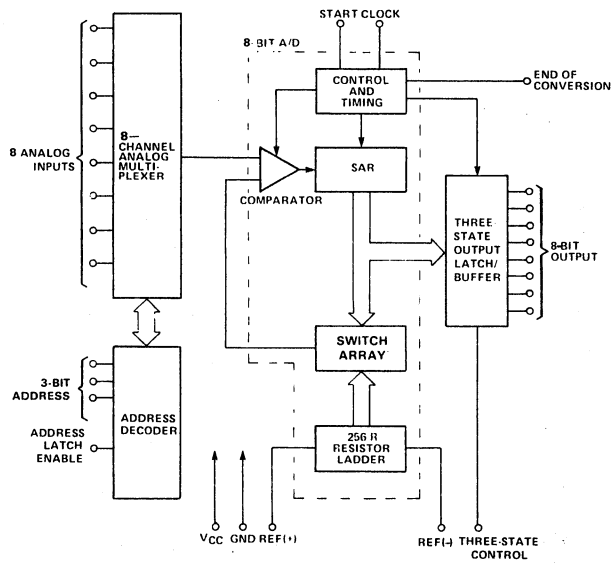 START CLOCK
8-BIT A/D
CONTROL
AND
TIMING
END OF
CONVERSION
8 ANALOG
INPUTS
8—
CHANNEL
ANALOG
MULTI-
PLEXER
COMPARATOR
SAR
THREE-
STATE
OUTPUT
LATCH/
BUFFER
8-BIT
OUTPUT
SWITCH
ARRAY
3-BIT
ADDRESS
ADDRESS
LATCH
ENABLE
ADDRESS
DECODER
256 R
RESISTOR
LADDER
VCC
GND
REF(+)
REF(-)
THREE-STATE
CONTROL